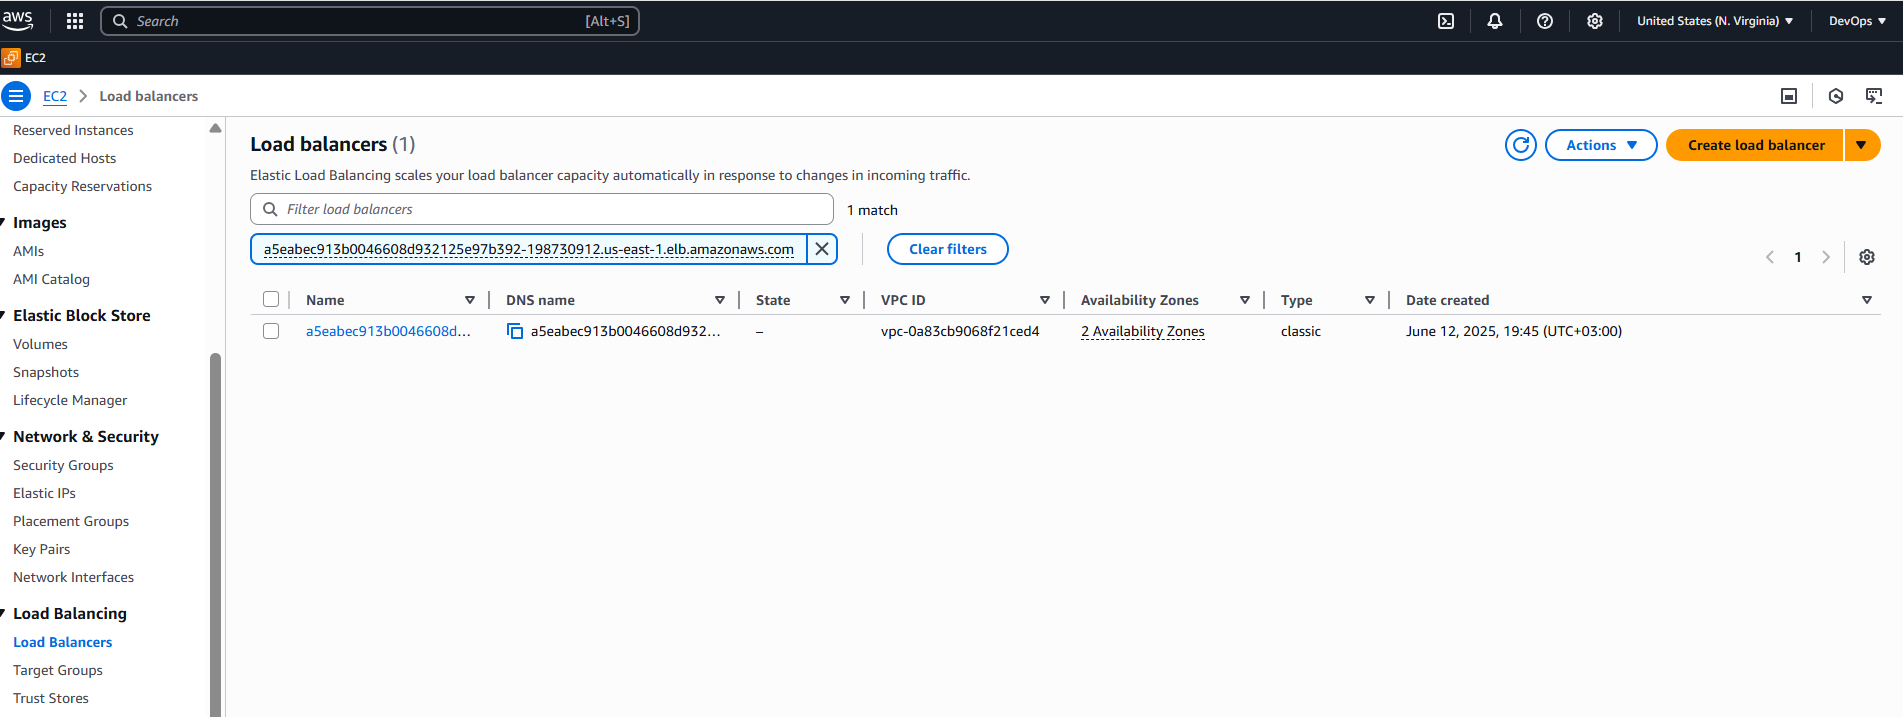 aws
Search [Alt+S]
United States (N. Virginia)
DevOps
EC2
EC2 Load balancers
Reserved Instances
Dedicated Hosts
Capacity Reservations
Images
AMIs
AMI Catalog
Elastic Block Store
Volumes
Snapshots
Lifecycle Manager
Network & Security
Security Groups
Elastic IPs
Placement Groups
Key Pairs
Network Interfaces
Load Balancing
Load Balancers
Target Groups
Trust Stores
Load balancers (1)
Actions
Create load balancer
Elastic Load Balancing scales your load balancer capacity automatically in response to changes in incoming traffic.
Filter load balancers
1 match
a5eabec913b0046608d932125e97b392-198730912.us-east-1.elb.amazonaws.com
Clear filters
1
Name DNS name State VPC ID Availability Zones Type Date created
a5eabec913b0046608d... a5eabec913b0046608d932... – vpc-0a83cb9068f21ced4 2 Availability Zones classic June 12, 2025, 19:45 (UTC+03:00)